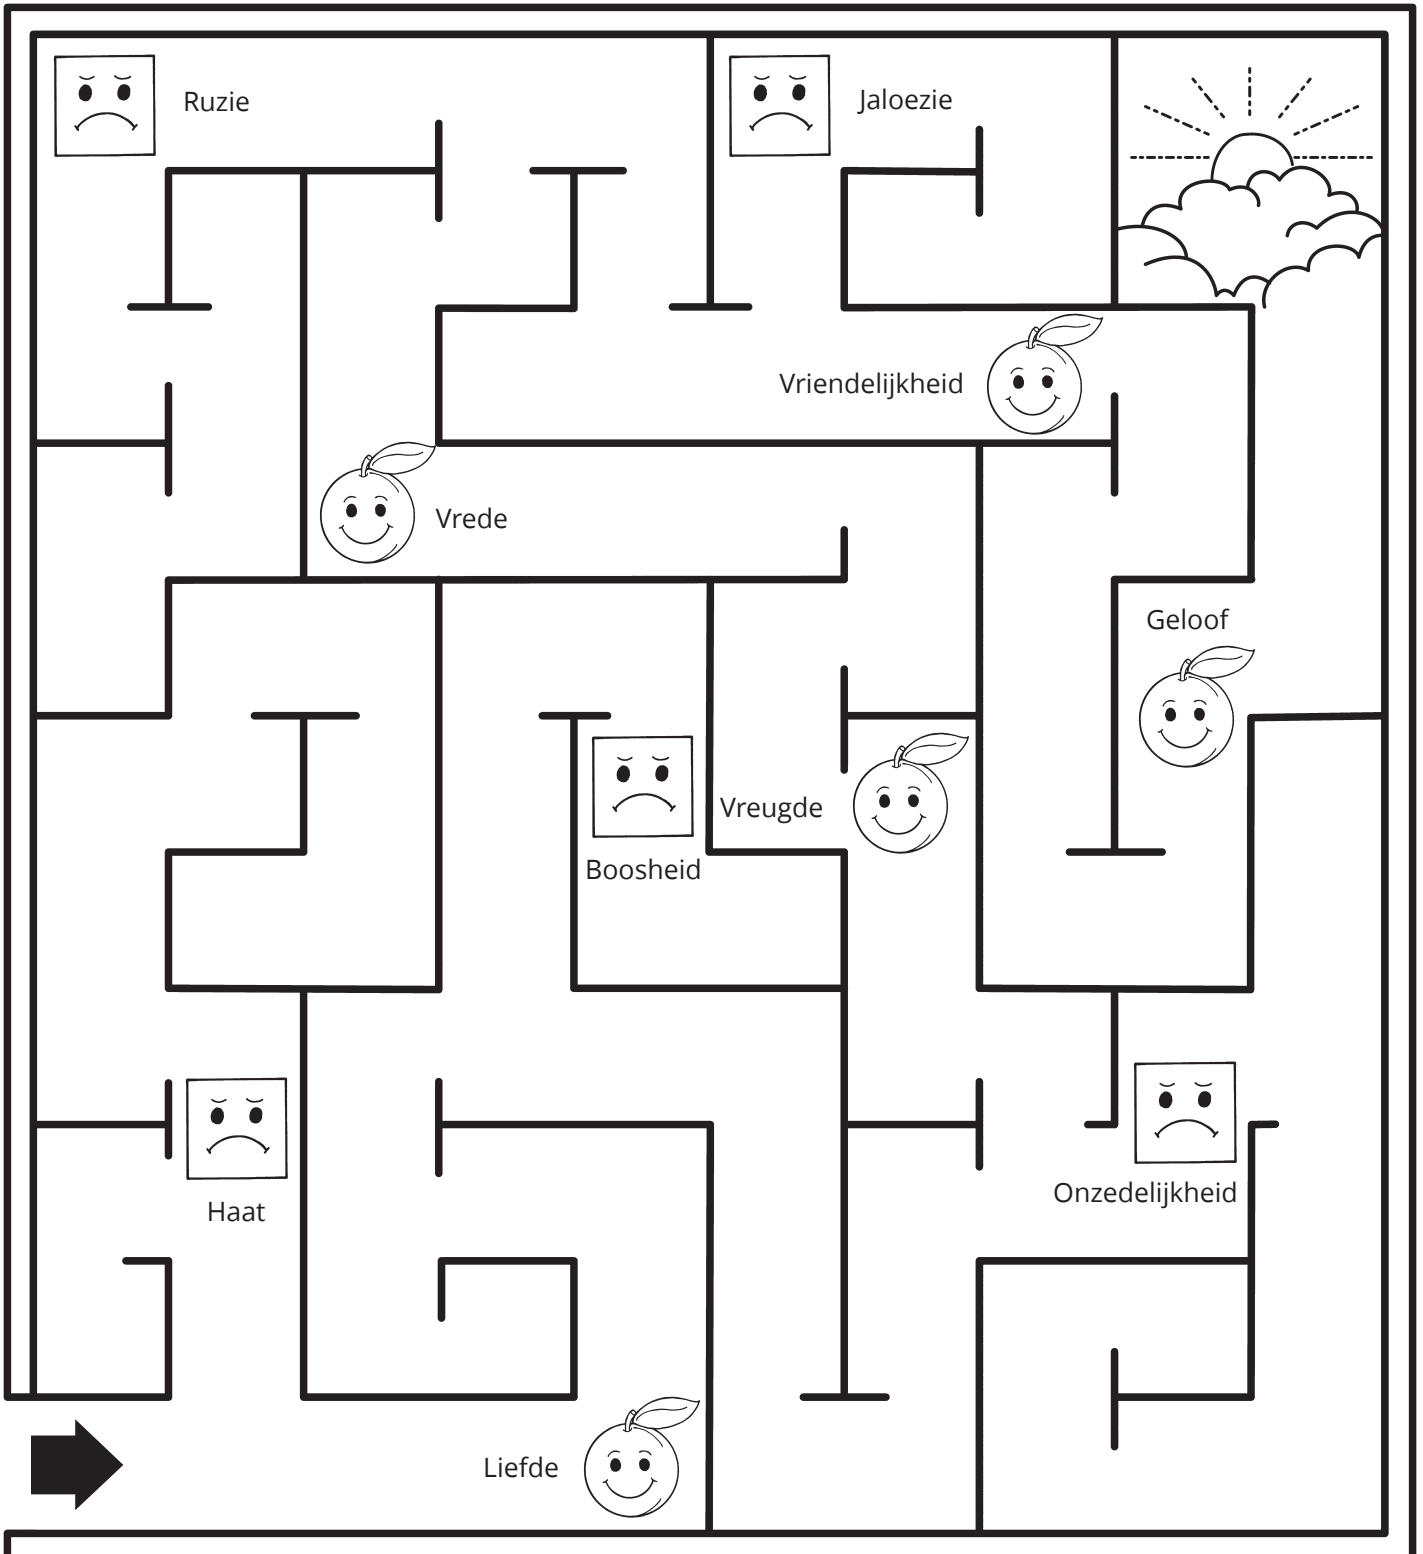 Ruzie
Jaloezie
Vriendelijkheid
Vrede
Geloof
Vreugde
Boosheid
Onzedelijkheid
Haat
Liefde